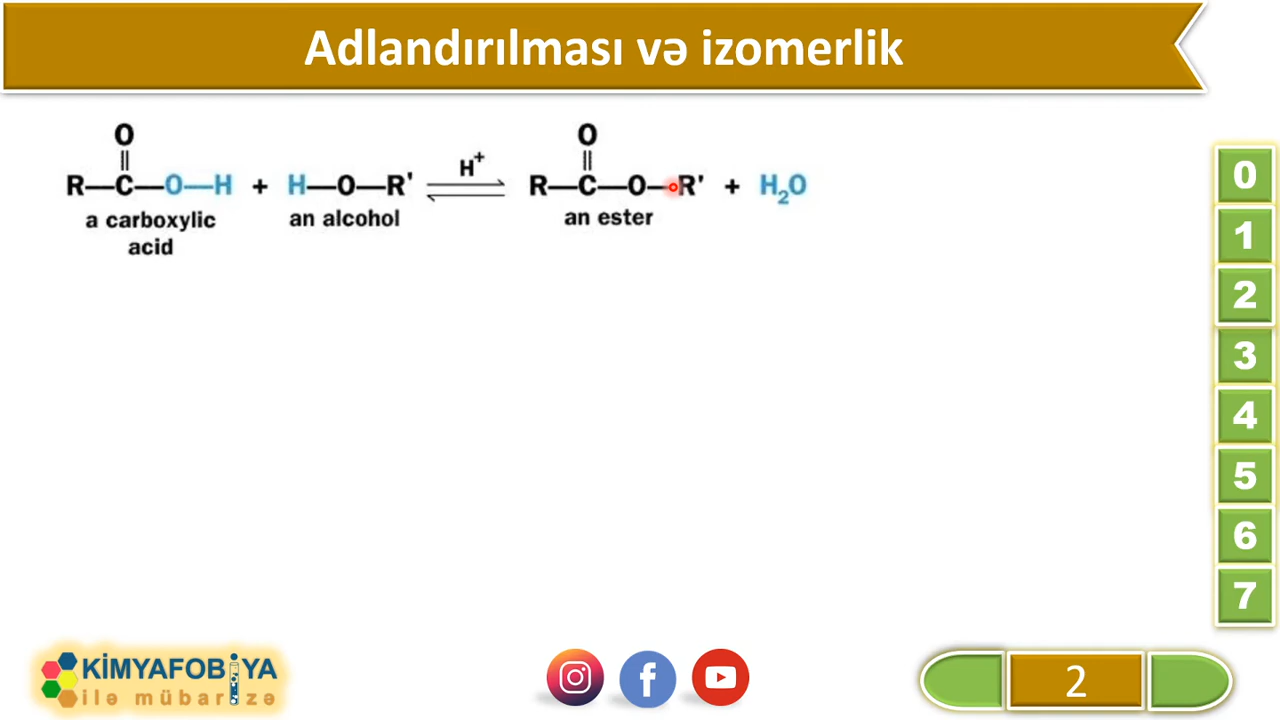 Adlandırılması və izomerlik
O O
R—C—O—H + H—O—R' H⁺ R—C—O—R' + H₂O
a carboxylic acid
an alcohol
an ester
0
1
2
3
4
5
6
7
KİMYAFOBİYA
ilə mübarizə
2